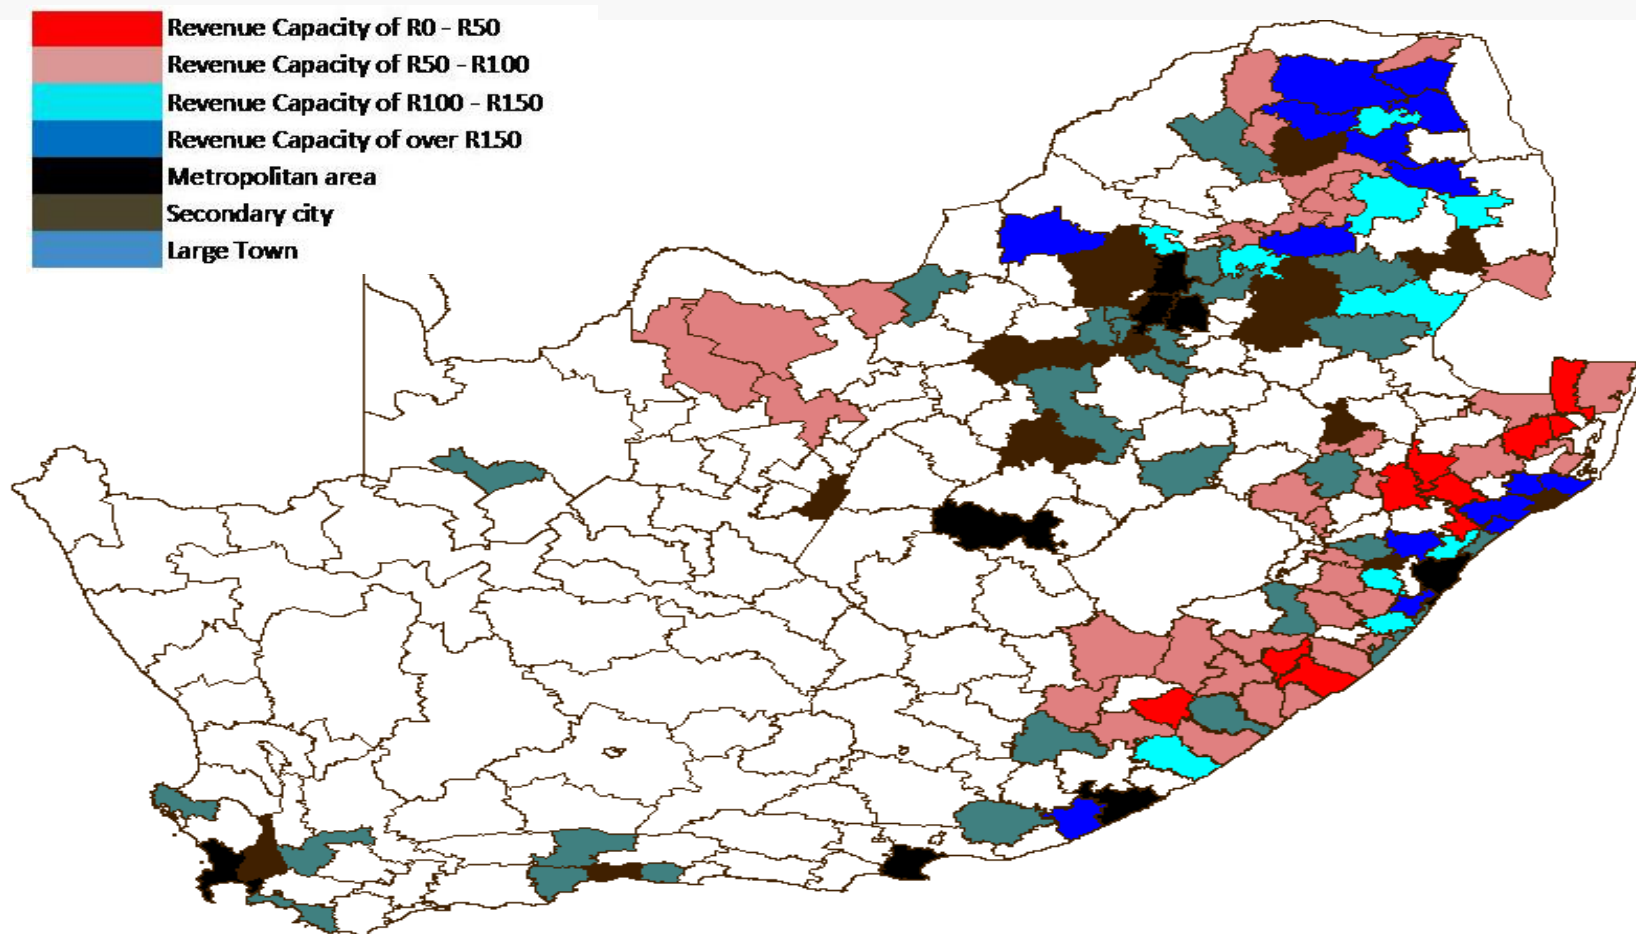 Revenue Capacity of R0 - R50
Revenue Capacity of R50 - R100
Revenue Capacity of R100 - R150
Revenue Capacity of over R150
Metropolitan area
Secondary city
Large Town